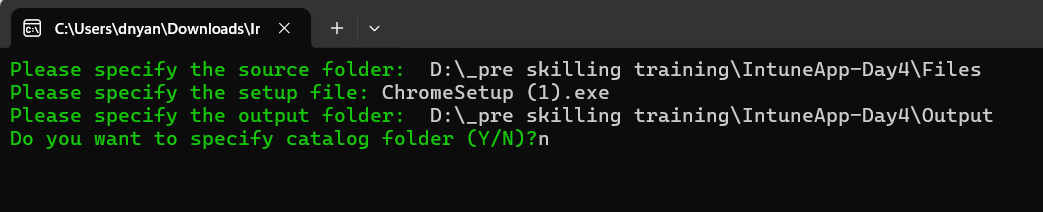 C:\Users\dnyan\Downloads\Ir
Please specify the source folder:  D:\_pre skilling training\IntuneApp-Day4\Files
Please specify the setup file: ChromeSetup (1).exe
Please specify the output folder:  D:\_pre skilling training\IntuneApp-Day4\Output
Do you want to specify catalog folder (Y/N)?n